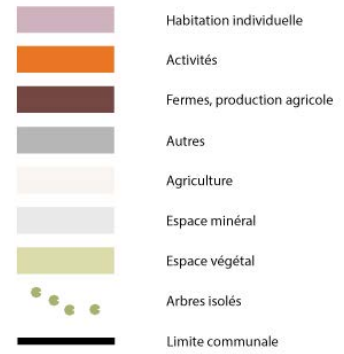 Habitation individuelle
Activités
Fermes, production agricole
Autres
Agriculture
Espace minéral
Espace végétal
Arbres isolés
Limite communale